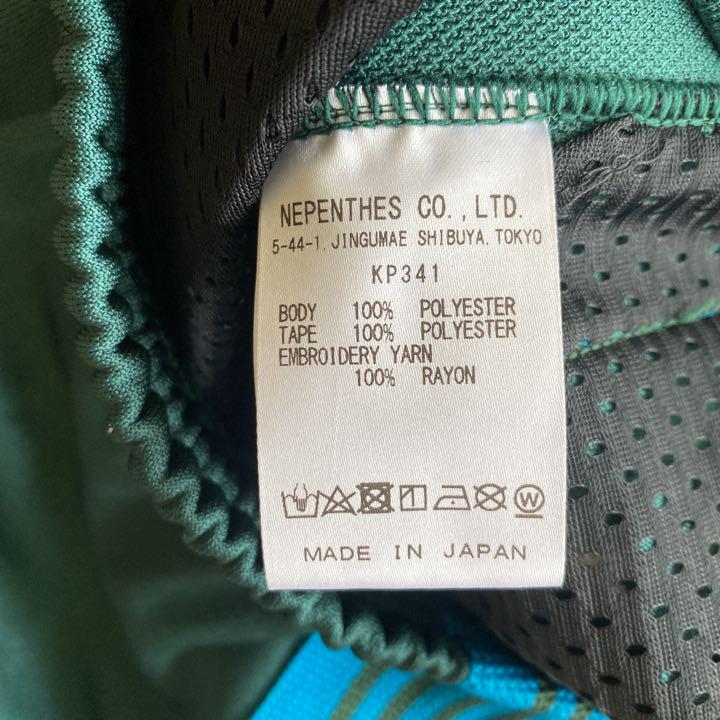 NEPENTHES CO., LTD.
5-44-1, JINGUMAE SHIBUYA, TOKYO
KP341
BODY 100% POLYESTER
TAPE 100% POLYESTER
EMBROIDERY YARN
100% RAYON
W
MADE IN JAPAN